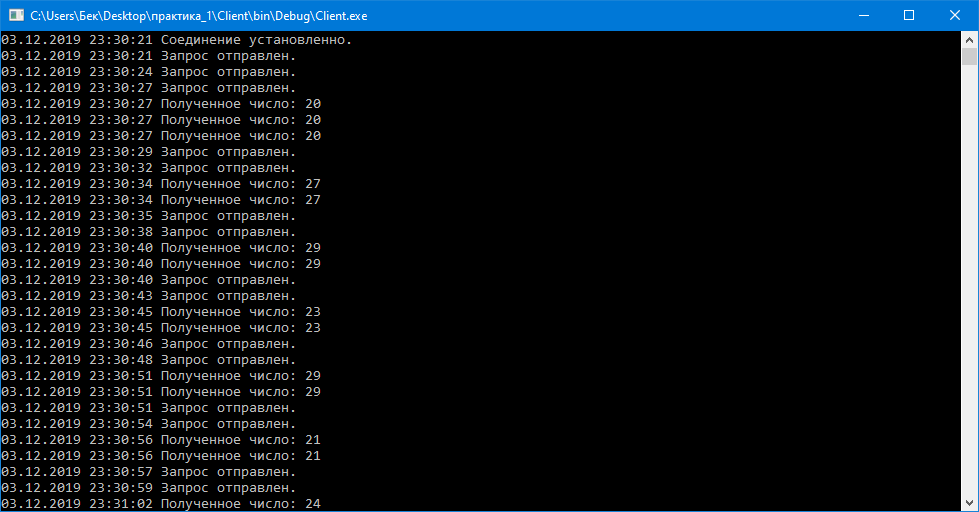 C:\Users\Бек\Desktop\практика_1\Client\bin\Debug\Client.exe
03.12.2019 23:30:21 Соединение установленно.
03.12.2019 23:30:21 Запрос отправлен.
03.12.2019 23:30:24 Запрос отправлен.
03.12.2019 23:30:27 Запрос отправлен.
03.12.2019 23:30:27 Полученное число: 20
03.12.2019 23:30:27 Полученное число: 20
03.12.2019 23:30:27 Полученное число: 20
03.12.2019 23:30:29 Запрос отправлен.
03.12.2019 23:30:32 Запрос отправлен.
03.12.2019 23:30:34 Полученное число: 27
03.12.2019 23:30:34 Полученное число: 27
03.12.2019 23:30:35 Запрос отправлен.
03.12.2019 23:30:38 Запрос отправлен.
03.12.2019 23:30:40 Полученное число: 29
03.12.2019 23:30:40 Полученное число: 29
03.12.2019 23:30:40 Запрос отправлен.
03.12.2019 23:30:43 Запрос отправлен.
03.12.2019 23:30:45 Полученное число: 23
03.12.2019 23:30:45 Полученное число: 23
03.12.2019 23:30:46 Запрос отправлен.
03.12.2019 23:30:48 Запрос отправлен.
03.12.2019 23:30:51 Полученное число: 29
03.12.2019 23:30:51 Полученное число: 29
03.12.2019 23:30:51 Запрос отправлен.
03.12.2019 23:30:54 Запрос отправлен.
03.12.2019 23:30:56 Полученное число: 21
03.12.2019 23:30:56 Полученное число: 21
03.12.2019 23:30:57 Запрос отправлен.
03.12.2019 23:30:59 Запрос отправлен.
03.12.2019 23:31:02 Полученное число: 24